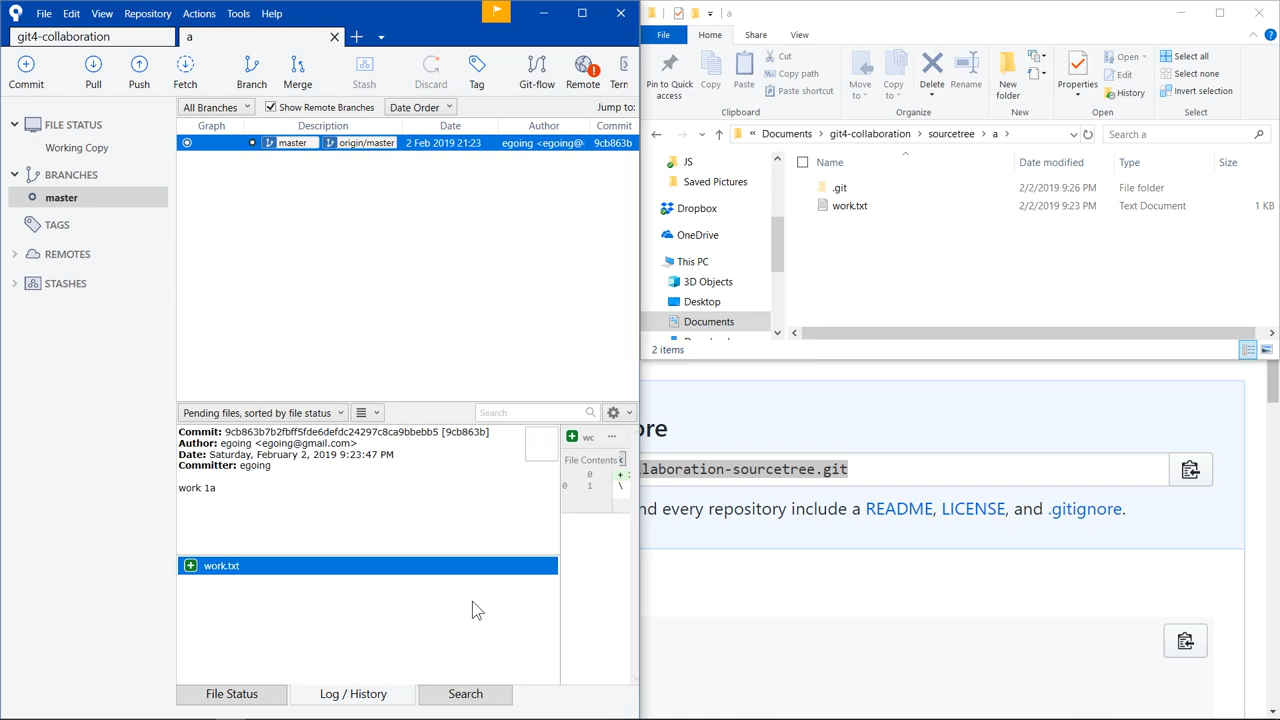 File Edit View Repository Actions Tools Help
git4-collaboration
a
Commit Pull Push Fetch Branch Merge Stash Discard Tag Git-flow Remote Tern
All Branches Show Remote Branches Date Order Jump to:
Graph Description Date Author Commit
master origin/master 2 Feb 2019 21:23 egoing <egoing@ 9cb863b
FILE STATUS
Working Copy
BRANCHES
master
TAGS
REMOTES
STASHES
Pending files, sorted by file status Search
Commit: 9cb863b7b2fbff5fde6defdc24297c8ca9bbebb5 [9cb863b]
Author: egoing <egoing@gmail.com>
Date: Saturday, February 2, 2019 9:23:47 PM
Committer: egoing
work 1a
work.txt
File Contents
0
0 1 \
File Status Log / History Search
a
File Home Share View
Pin to Quick access
Copy
Paste
Cut
Copy path
Paste shortcut
Clipboard
Move to
Copy to
Delete
Rename
Organize
New folder
New
Properties
Open
Edit
History
Open
Select all
Select none
Invert selection
Select
« Documents > git4-collaboration > sourcetree > a > Search a
Name Date modified Type Size
.git 2/2/2019 9:26 PM File folder
work.txt 2/2/2019 9:23 PM Text Document 1 KB
JS
Saved Pictures
Dropbox
OneDrive
This PC
3D Objects
Desktop
Documents
2 items
ore
laboration-sourcetree.git
nd every repository include a README, LICENSE, and .gitignore.